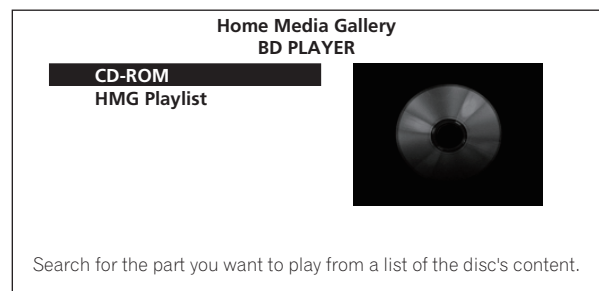 Home Media Gallery
BD PLAYER
CD-ROM
HMG Playlist
Search for the part you want to play from a list of the disc's content.